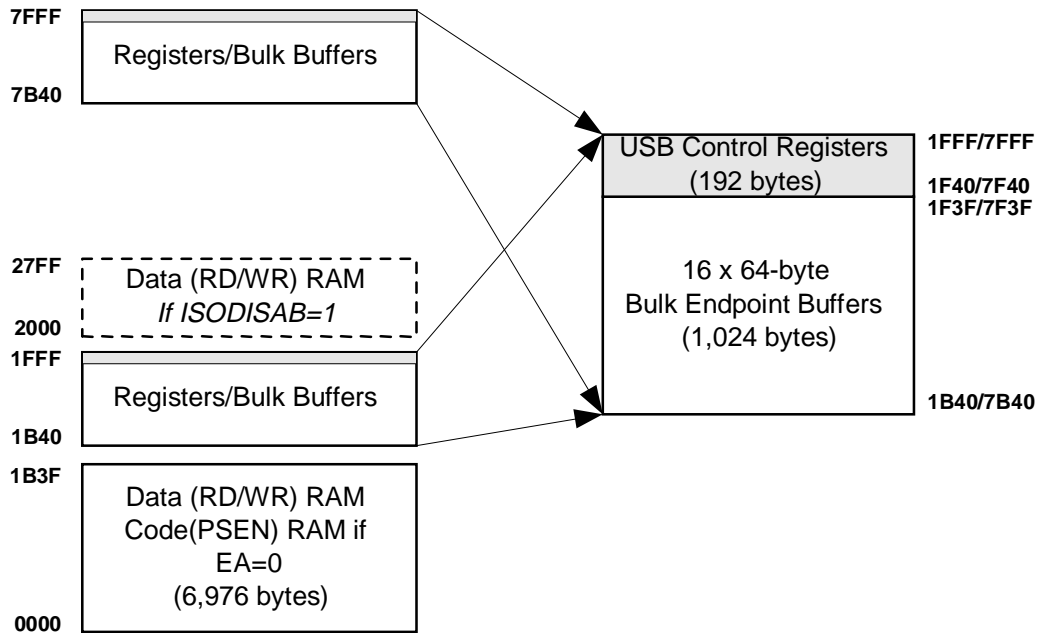 7FFF
Registers/Bulk Buffers
7B40
27FF
Data (RD/WR) RAM
If ISODISAB=1
2000
1FFF
Registers/Bulk Buffers
1B40
1B3F
Data (RD/WR) RAM
Code(PSEN) RAM if
EA=0
(6,976 bytes)
0000
USB Control Registers
(192 bytes)
1FFF/7FFF
1F40/7F40
1F3F/7F3F
16 x 64-byte
Bulk Endpoint Buffers
(1,024 bytes)
1B40/7B40